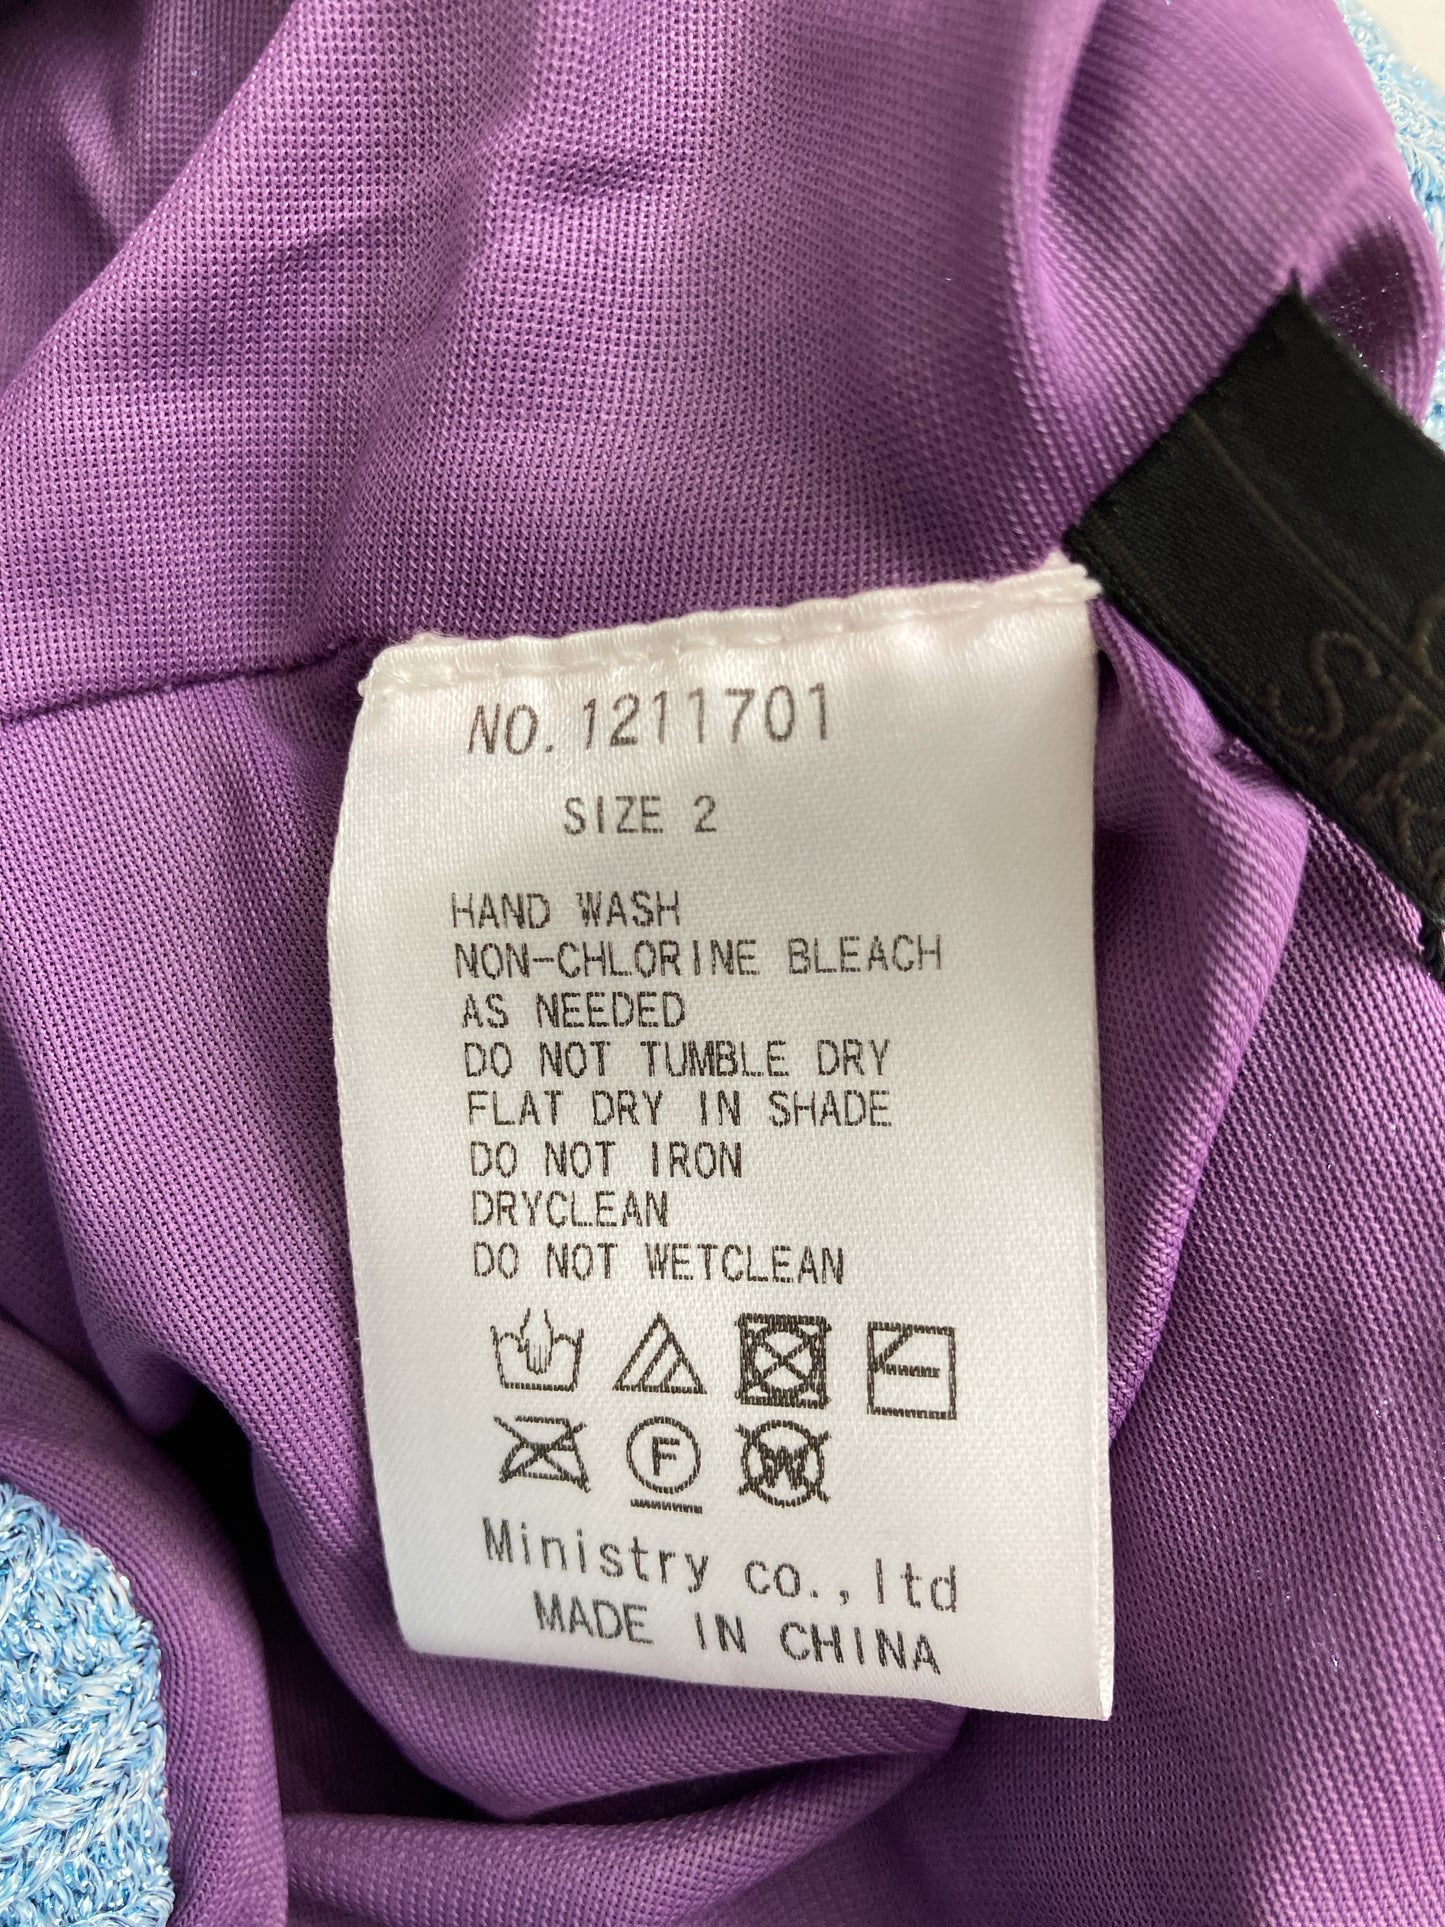 NO. 1211701
SIZE 2
HAND WASH
NON-CHLORINE BLEACH
AS NEEDED
DO NOT TUMBLE DRY
FLAT DRY IN SHADE
DO NOT IRON
DRYCLEAN
DO NOT WETCLEAN
F
W
Ministry co.,ltd
MADE IN CHINA